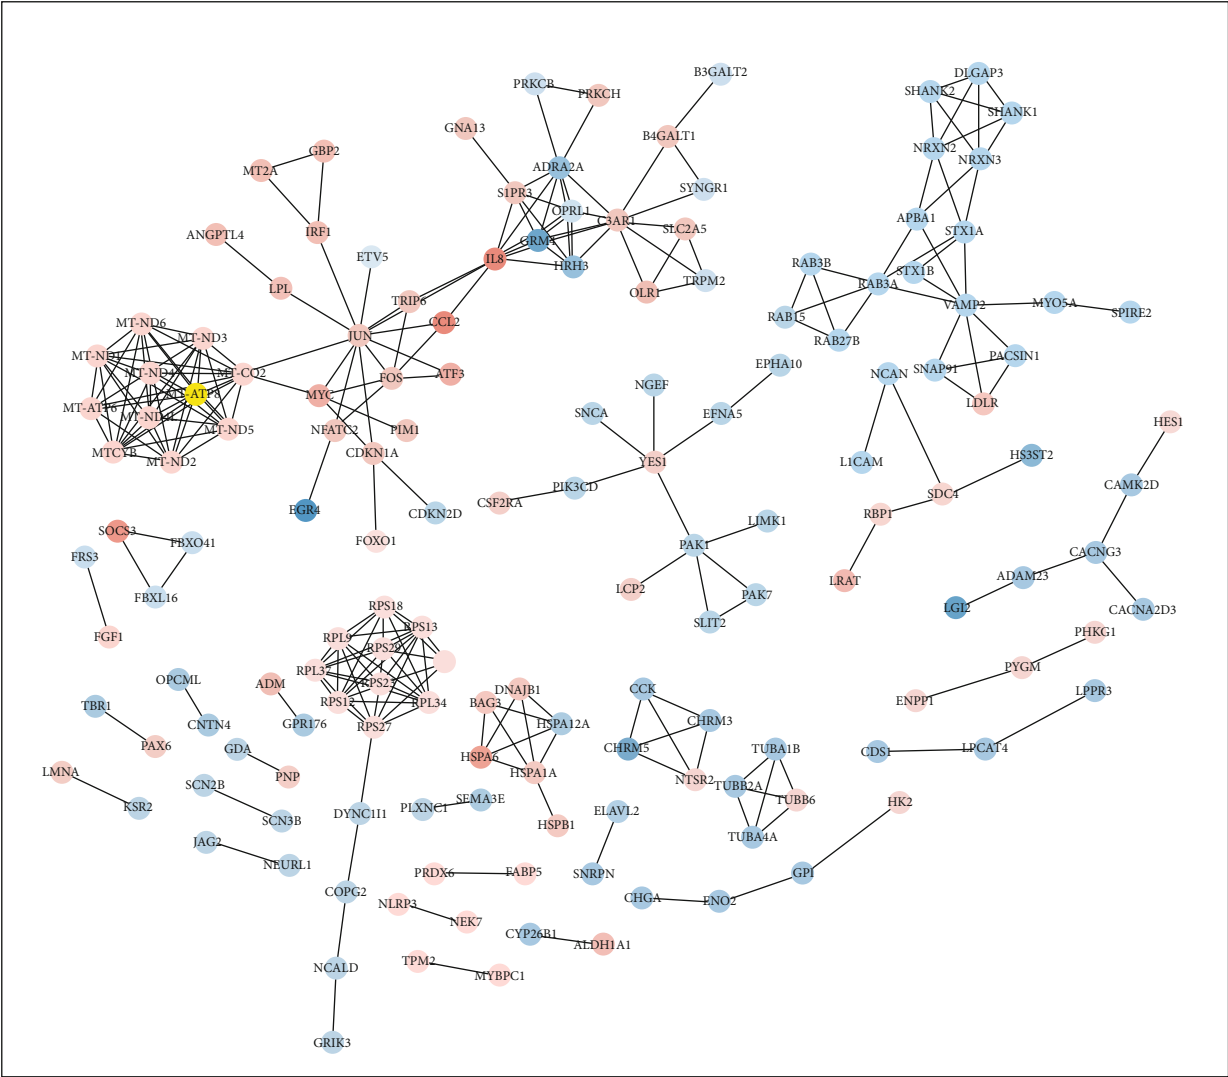 DLGAP3
B3GALT2
PRKCB
SHANK2
PRKCH
SHANK1
GNA13
B4GALT1
NRXN2
GBP2
NRXN3
MT2A
ADRA2A
S1PR3
SYNGR1
OPRL1
APBA1
C3AR1
SLC2A5
IRF1
STX1A
ANGPTL4
GRM4
ETV5
IL8
HRH3
RAB3B
STX1B
TRPM2
RAB3A
LPL
OLR1
TRIP6
VAMP2
MYO5A
SPIRE2
RAB15
CCL2
MT-ND6
MT-ND3
JUN
RAB27B
MT-ND1
PACSIN1
EPHA10
SNAP91
MT-ND4
MT-CO2
NCAN
FOS
ATF3
NGEF
MT-ATP8
MYC
LDLR
MT-ATP6
SNCA
EFNA5
HES1
MT-ND5
NFATC2
PIM1
MTCYB
CDKN1A
MT-ND2
YES1
L1CAM
HS3ST2
PIK3CD
CAMK2D
SDC4
CSF2RA
EGR4
CDKN2D
RBP1
LIMK1
SOCS3
FBXO41
FOXO1
PAK1
FRS3
CACNG3
ADAM23
LRAT
LCP2
FBXL16
PAK7
RPS18
LGI2
CACNA2D3
SLIT2
RPS13
PHKG1
FGF1
RPL9
RPS29
RPL37
PYGM
OPCML
ADM
RPS23
DNAJB1
CCK
LPPR3
RPS12
RPL34
BAG3
ENPP1
TBR1
CNTN4
GPR176
RPS27
HSPA12A
CHRM3
PAX6
GDA
CHRM5
TUBA1B
CDS1
LPCAT4
HSPA6
LMNA
PNP
HSPA1A
NTSR2
TUBB2A
SCN2B
SEMA3E
TUBB6
HK2
KSR2
PLXNC1
ELAVL2
DYNC1I1
SCN3B
HSPB1
TUBA4A
JAG2
NEURL1
PRDX6
FABP5
SNRPN
GPI
COPG2
CHGA
ENO2
NLRP3
NEK7
CYP26B1
ALDH1A1
TPM2
NCALD
MYBPC1
GRIK3